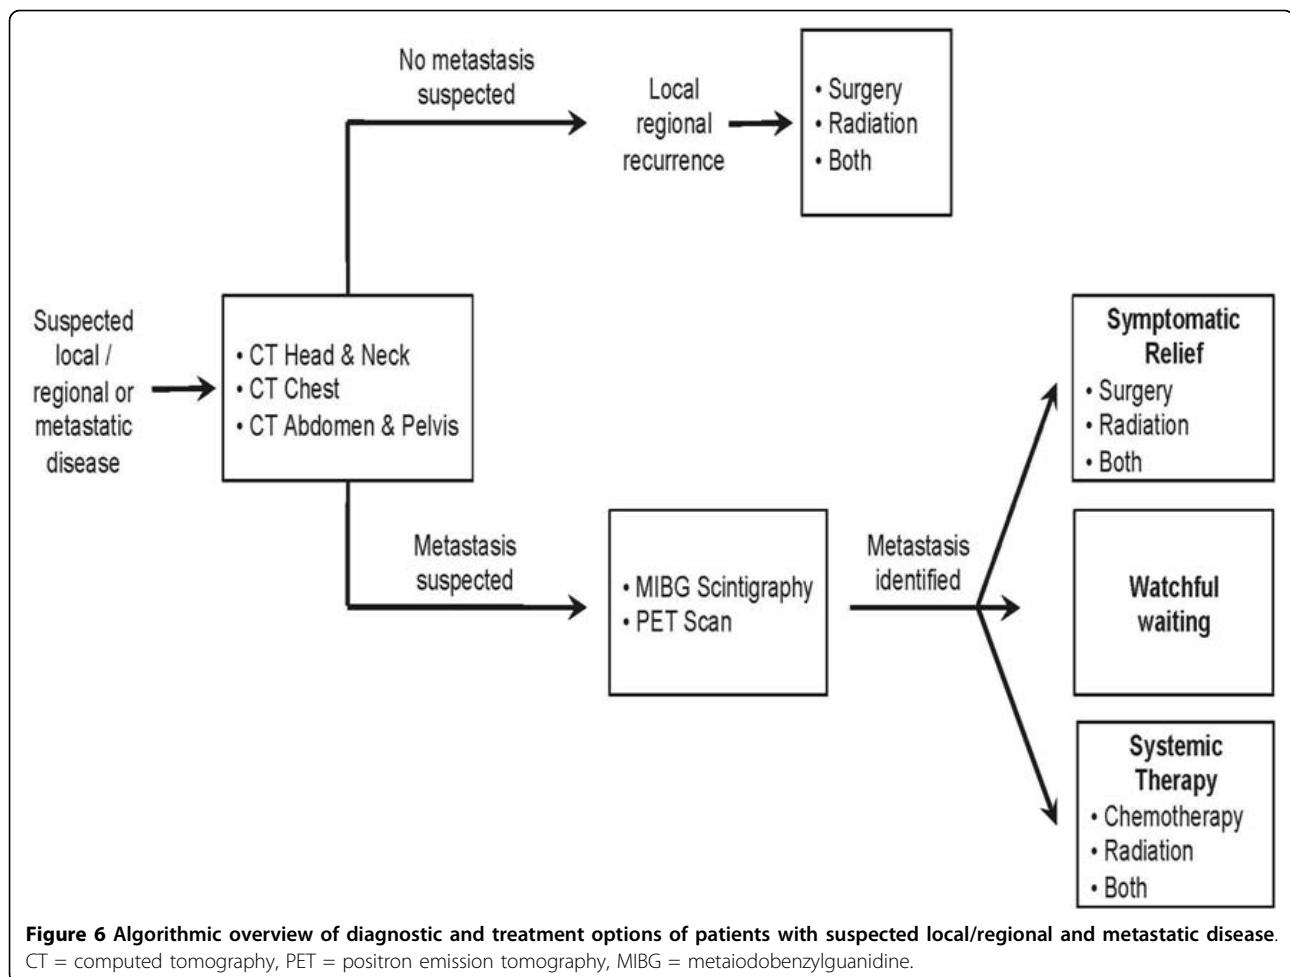 No metastasis
suspected
Local
regional
recurrence
• Surgery
• Radiation
• Both
Suspected
local /
regional or
metastatic
disease
• CT Head & Neck
• CT Chest
• CT Abdomen & Pelvis
Metastasis
suspected
• MIBG Scintigraphy
• PET Scan
Metastasis
identified
Symptomatic
Relief
• Surgery
• Radiation
• Both
Watchful
waiting
Systemic
Therapy
• Chemotherapy
• Radiation
• Both
Figure 6 Algorithmic overview of diagnostic and treatment options of patients with suspected local/regional and metastatic disease.
CT = computed tomography, PET = positron emission tomography, MIBG = metaiodobenzylguanidine.